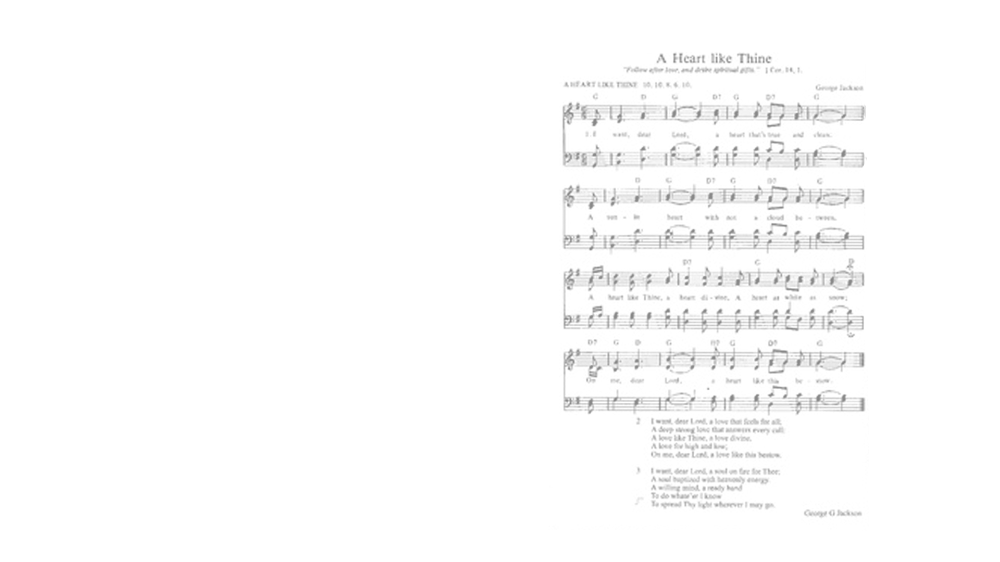 A Heart like Thine
"Follow after love, and desire spiritual gifts." 1 Cor. 14, 1.
A HEART LIKE THINE 10. 10. 8. 6. 10.
George Jackson
G D G D7 G D7 G
1. I want, dear Lord, a heart that's true and clean:
D G D7 G D7 G
A sun - lit heart with not a cloud be - tween.
D7 G D
A heart like Thine, a heart di - vine, A heart as white as snow;
D7 G D G D7 G D7 G
On me, dear Lord, a heart like this be - stow.
2 I want, dear Lord, a love that feels for all;
A deep strong love that answers every call;
A love like Thine, a love divine,
A love for high and low;
On me, dear Lord, a love like this bestow.
3 I want, dear Lord, a soul on fire for Thee;
A soul baptized with heavenly energy.
A willing mind, a ready hand
To do whate'er I know
To spread Thy light wherever I may go.
George G Jackson